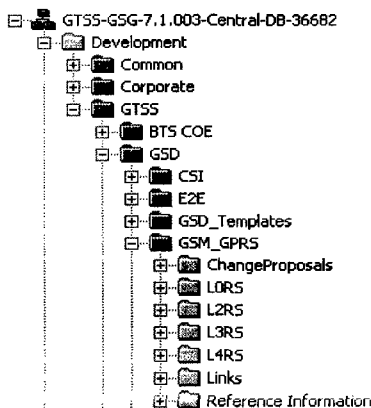 GTSS-GSG-7.1.003-Central-DB-36682
Development
Common
Corporate
GTSS
BTS COE
GSD
CSI
E2E
GSD_Templates
GSM_GPRS
ChangeProposals
L0RS
L2RS
L3RS
L4RS
Links
Reference Information